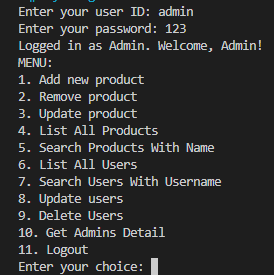 Enter your user ID: admin
Enter your password: 123
Logged in as Admin. Welcome, Admin!
MENU:
1. Add new product
2. Remove product
3. Update product
4. List All Products
5. Search Products With Name
6. List All Users
7. Search Users With Username
8. Update users
9. Delete Users
10. Get Admins Detail
11. Logout
Enter your choice: